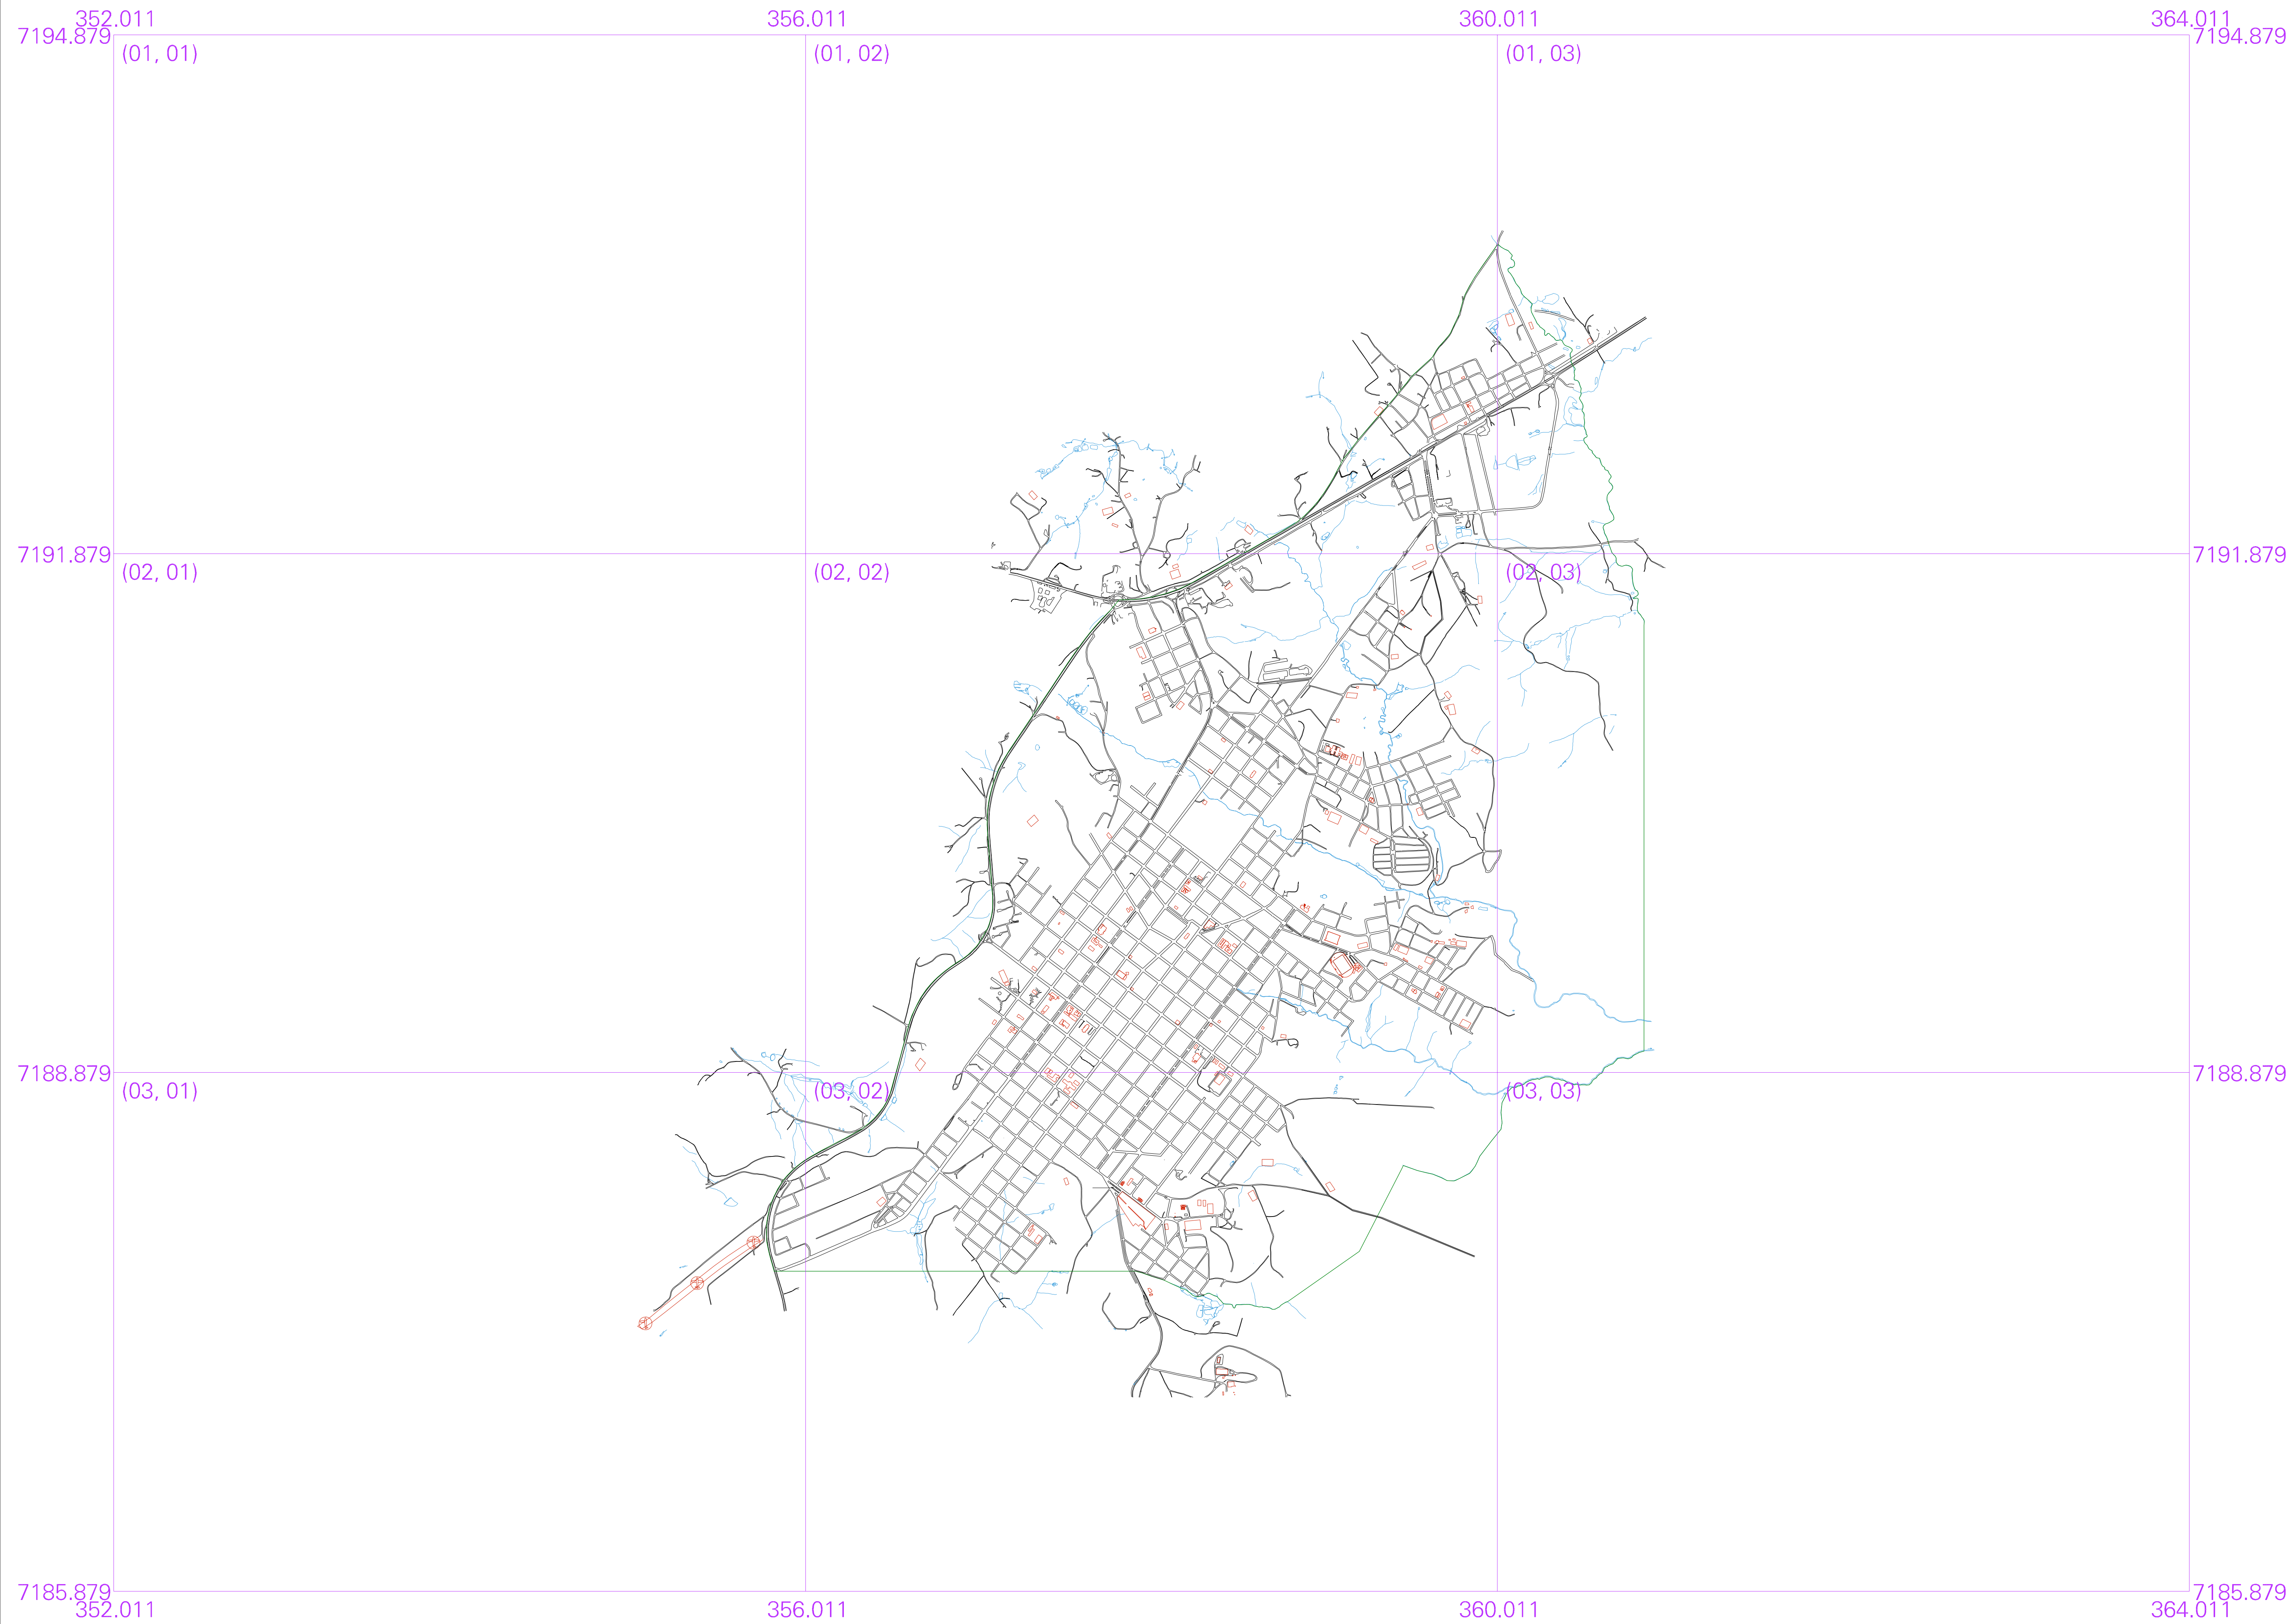 352.011 356.011 360.011 364.011
7194.879 7194.879
(01, 01) (01, 02) (01, 03)
7191.879 7191.879
(02, 01) (02, 02) (02, 03)
7188.879 7188.879
(03, 01) (03, 02) (03, 03)
7185.879 7185.879
352.011 356.011 360.011 364.011